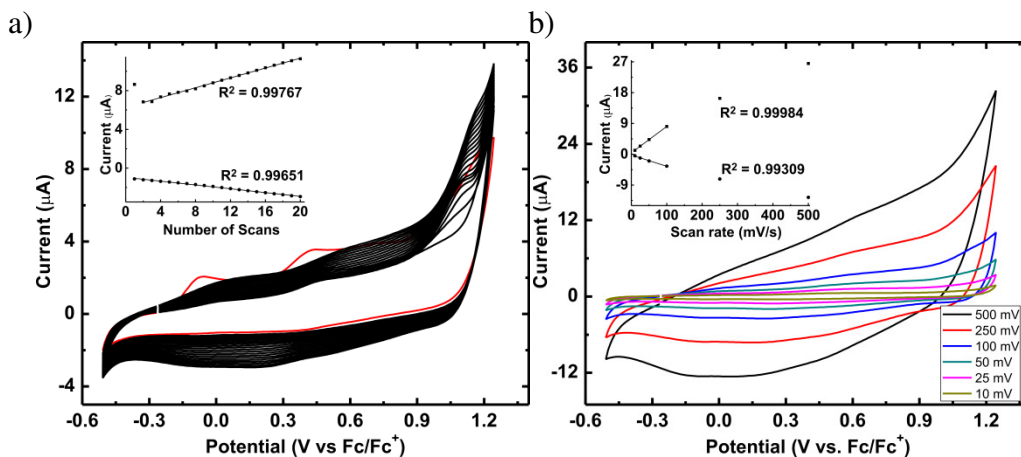 a)
Current (μA)
14
12
8
4
0
-4
-0.6 -0.3 0.0 0.3 0.6 0.9 1.2
Potential (V vs Fc/Fc+)
Current (μA)
12
8
4
0
0 4 8 12 16 20
Number of Scans
R2 = 0.99767
R2 = 0.99651
b)
Current (μA)
36
24
12
0
-12
-0.6 -0.3 0.0 0.3 0.6 0.9 1.2
Potential (V vs. Fc/Fc+)
Current (μA)
27
18
9
0
-9
0 100 200 300 400 500
Scan rate (mV/s)
R2 = 0.99984
R2 = 0.99309
500 mV
250 mV
100 mV
50 mV
25 mV
10 mV